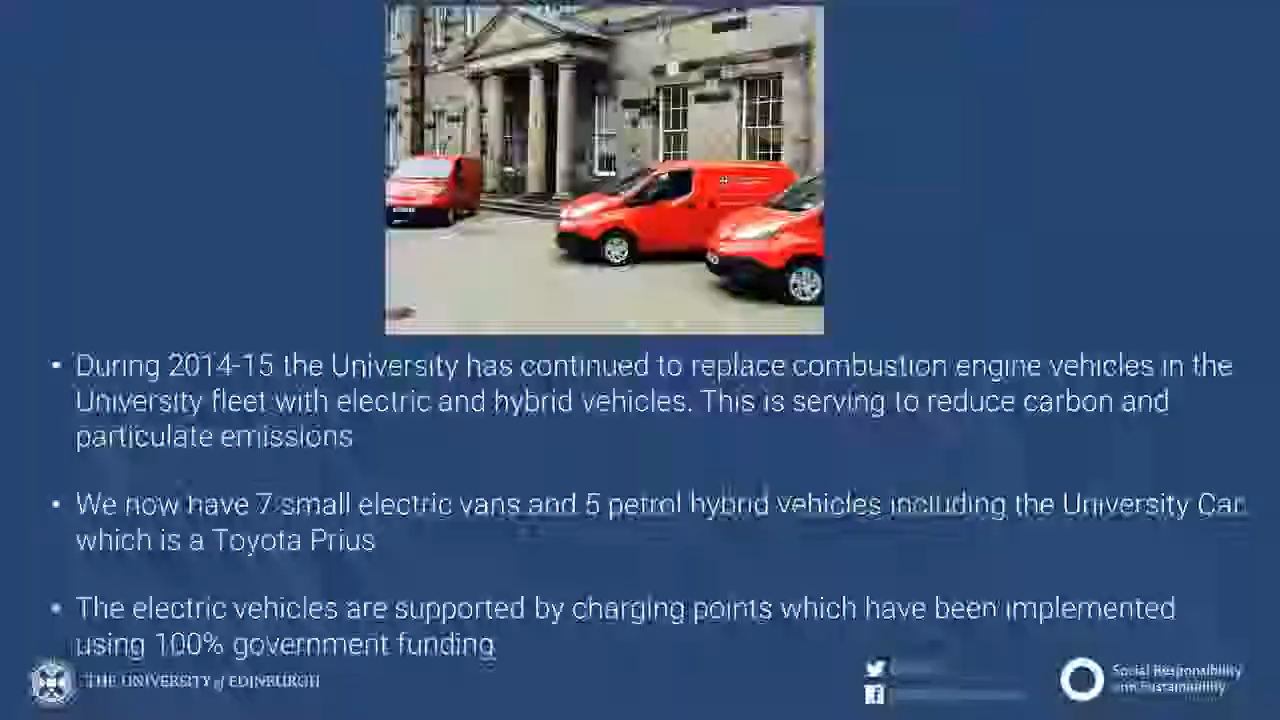 • During 2014-15 the University has continued to replace combustion engine vehicles in the
University fleet with electric and hybrid vehicles. This is serving to reduce carbon and
particulate emissions
• We now have 7 small electric vans and 5 petrol hybrid vehicles including the University Car
which is a Toyota Prius
• The electric vehicles are supported by charging points which have been implemented
using 100% government funding
THE UNIVERSITY of EDINBURGH
Social Responsibility
and Sustainability